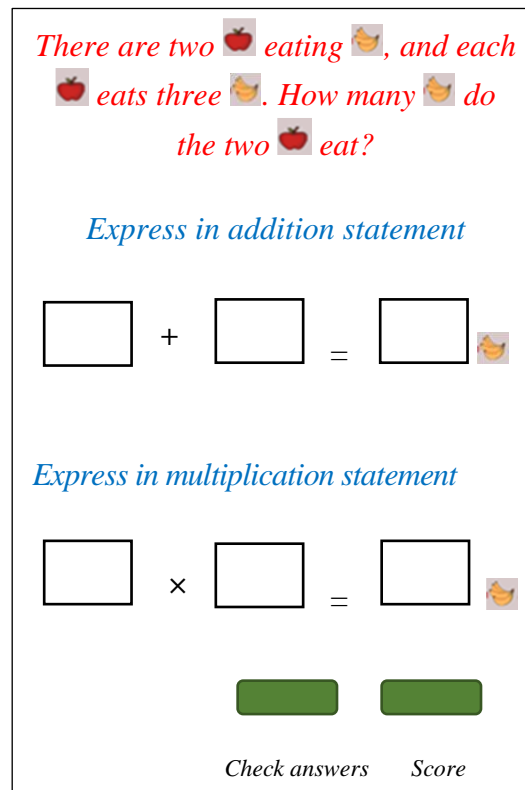 There are two eating , and each
eats three . How many do
the two eat?
Express in addition statement
+ =
Express in multiplication statement
× =
Check answers Score